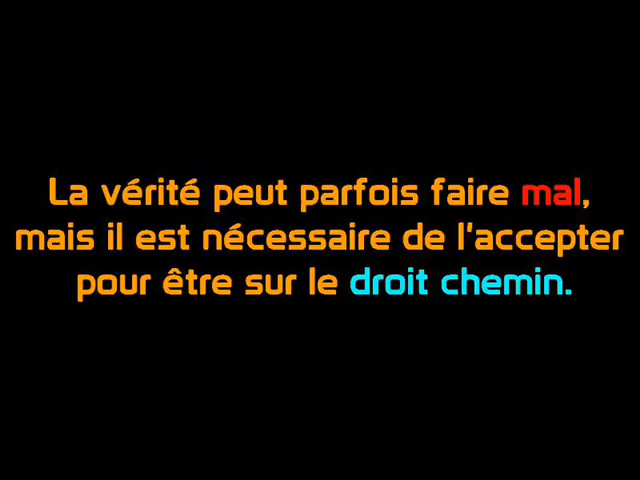 La vérité peut parfois faire mal,
mais il est nécessaire de l'accepter
pour être sur le droit chemin.